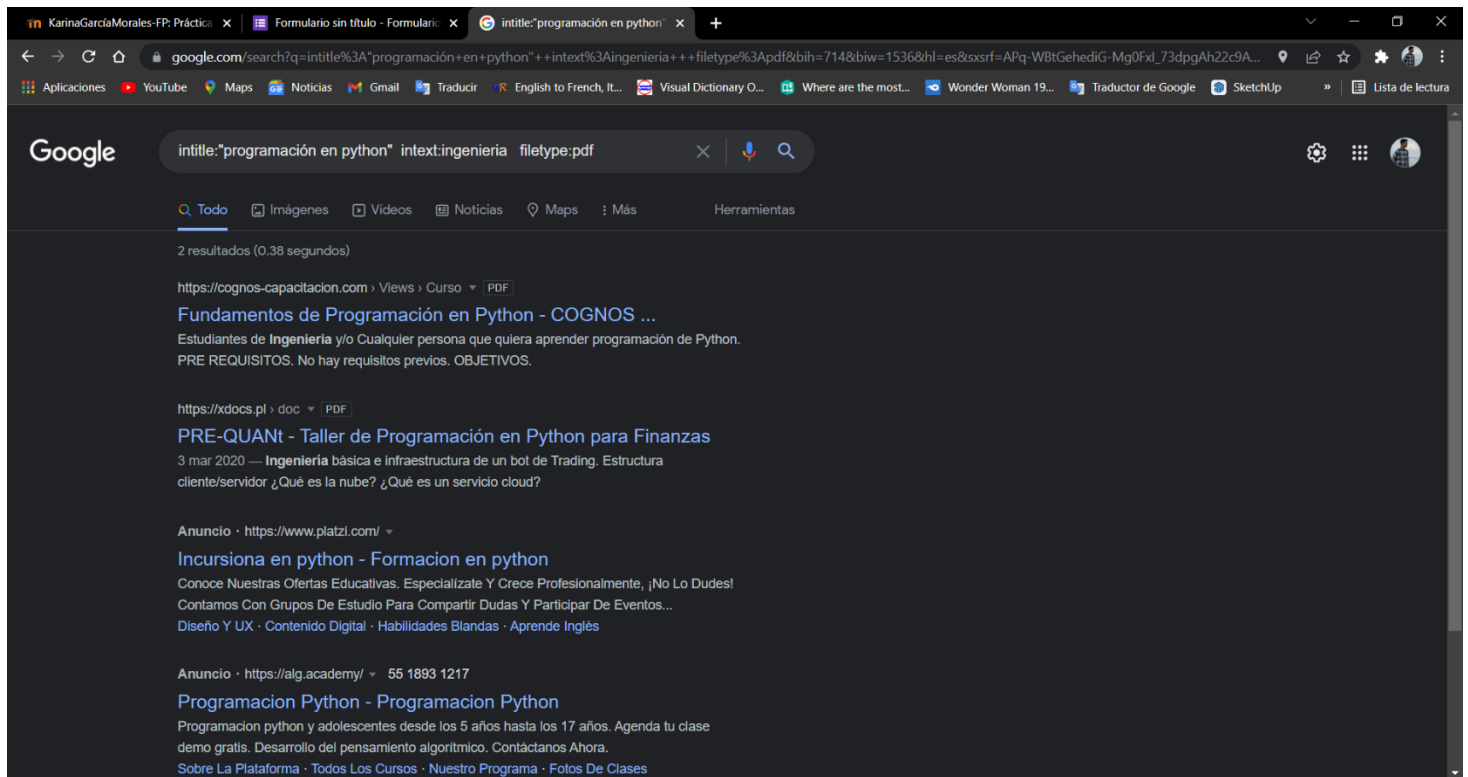 KarinaGarcíaMorales-FP: Práctica
Formulario sin título - Formulario
intitle:"programación en python"
google.com/search?q=intitle%3A"programación+en+python"++intext%3Aingenieria+++filetype%3Apdf&bih=714&biw=1536&hl=es&sxsrf=APq-WBtGehediG-Mg0FxI_73dpgAh22c9A...
Aplicaciones YouTube Maps Noticias Gmail Traducir English to French, It... Visual Dictionary O... Where are the most... Wonder Woman 19... Traductor de Google SketchUp » Lista de lectura
Google
intitle:"programación en python" intext:ingenieria filetype:pdf
Todo Imágenes Videos Noticias Maps Más Herramientas
2 resultados (0.38 segundos)
https://cognos-capacitacion.com › Views › Curso PDF
Fundamentos de Programación en Python - COGNOS ...
Estudiantes de Ingenieria y/o Cualquier persona que quiera aprender programación de Python.
PRE REQUISITOS. No hay requisitos previos. OBJETIVOS.
https://xdocs.pl › doc PDF
PRE-QUANt - Taller de Programación en Python para Finanzas
3 mar 2020 — Ingeniería básica e infraestructura de un bot de Trading. Estructura
cliente/servidor ¿Qué es la nube? ¿Qué es un servicio cloud?
Anuncio · https://www.platzi.com/
Incursiona en python - Formacion en python
Conoce Nuestras Ofertas Educativas. Especialízate Y Crece Profesionalmente, ¡No Lo Dudes!
Contamos Con Grupos De Estudio Para Compartir Dudas Y Participar De Eventos...
Diseño Y UX · Contenido Digital · Habilidades Blandas · Aprende Inglés
Anuncio · https://alg.academy/ 55 1893 1217
Programacion Python - Programacion Python
Programacion python y adolescentes desde los 5 años hasta los 17 años. Agenda tu clase
demo gratis. Desarrollo del pensamiento algorítmico. Contáctanos Ahora.
Sobre La Plataforma · Todos Los Cursos · Nuestro Programa · Fotos De Clases